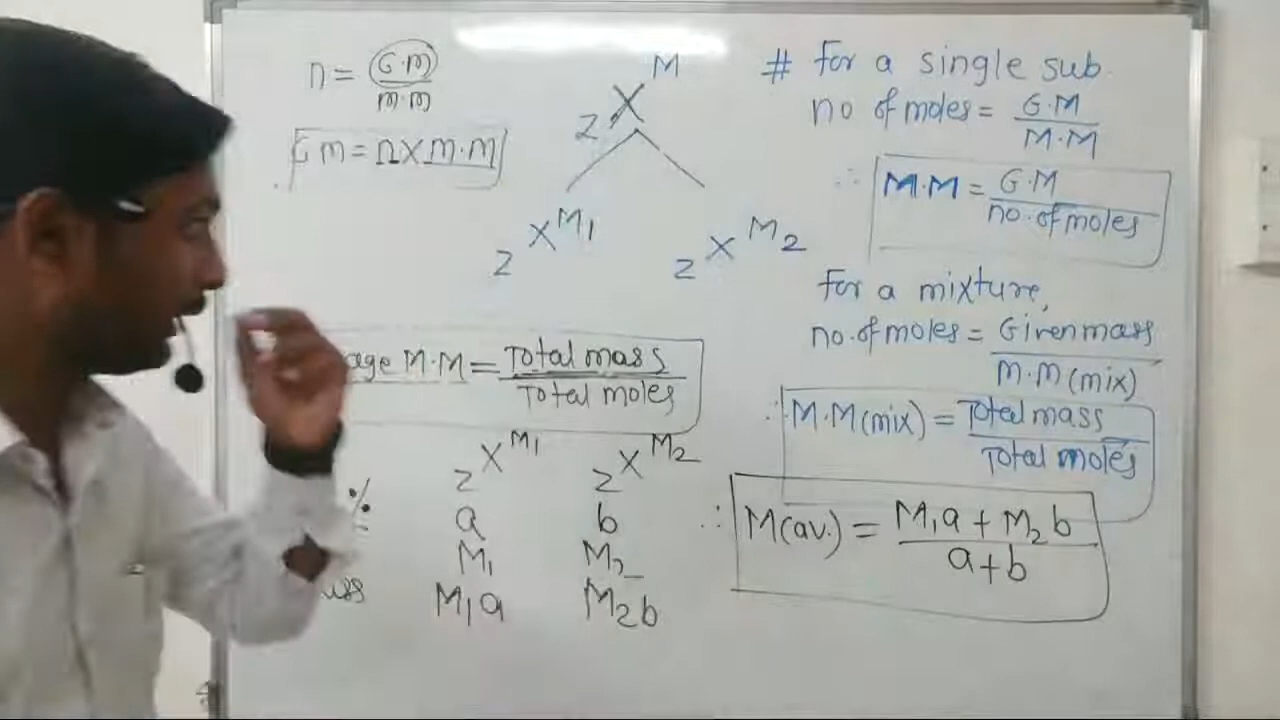 n = G·M
m·m
G m = n × m·m
M
X
Z
X M1
Z
X M2
Z
M·M = Total mass
Total moles
X M1
Z
X M2
Z
%
a b
M1 M2
M1a M2b
# For a single sub.
no of moles = G·M
M·M
∴ M·M = G·M
no. of moles
For a mixture,
no. of moles = Given mass
M·M (mix)
∴ M·M (mix) = Total mass
Total moles
∴ M(av.) = M1a + M2b
a+b